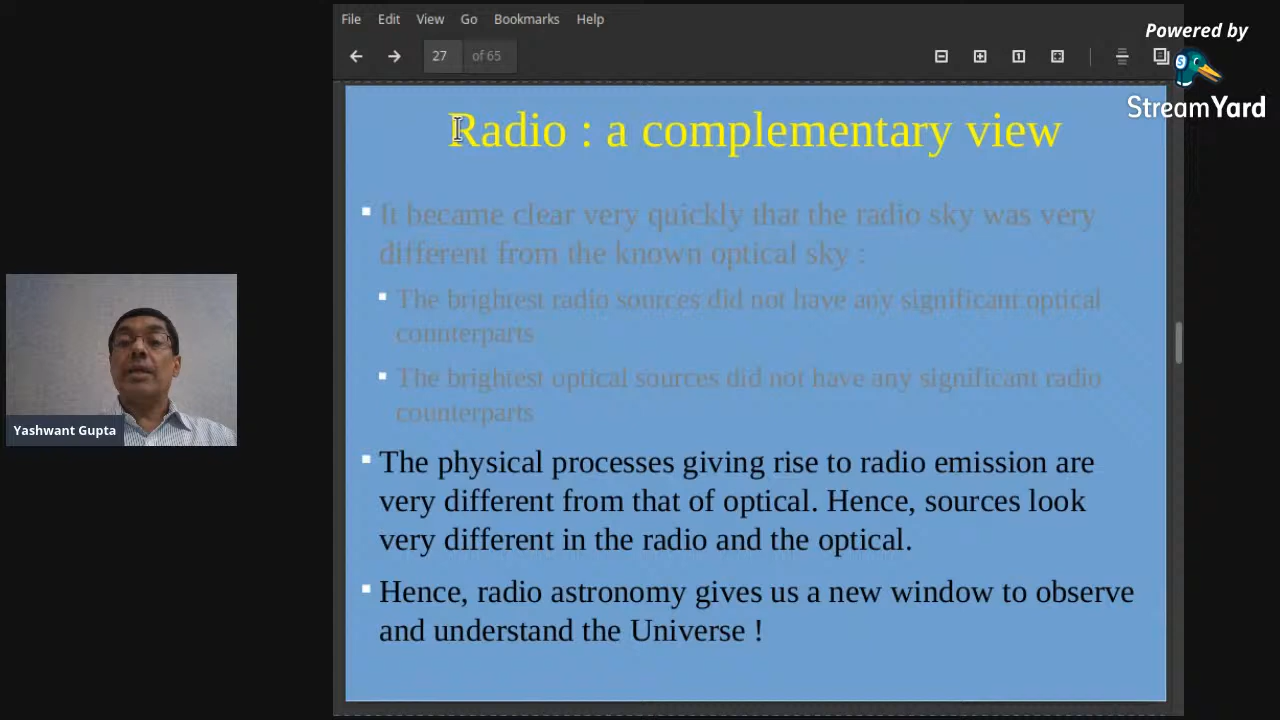 File Edit View Go Bookmarks Help
27 of 65
Powered by
StreamYard
Radio : a complementary view
It became clear very quickly that the radio sky was very
different from the known optical sky :
The brightest radio sources did not have any significant optical
counterparts
The brightest optical sources did not have any significant radio
counterparts
The physical processes giving rise to radio emission are
very different from that of optical. Hence, sources look
very different in the radio and the optical.
Hence, radio astronomy gives us a new window to observe
and understand the Universe !
Yashwant Gupta